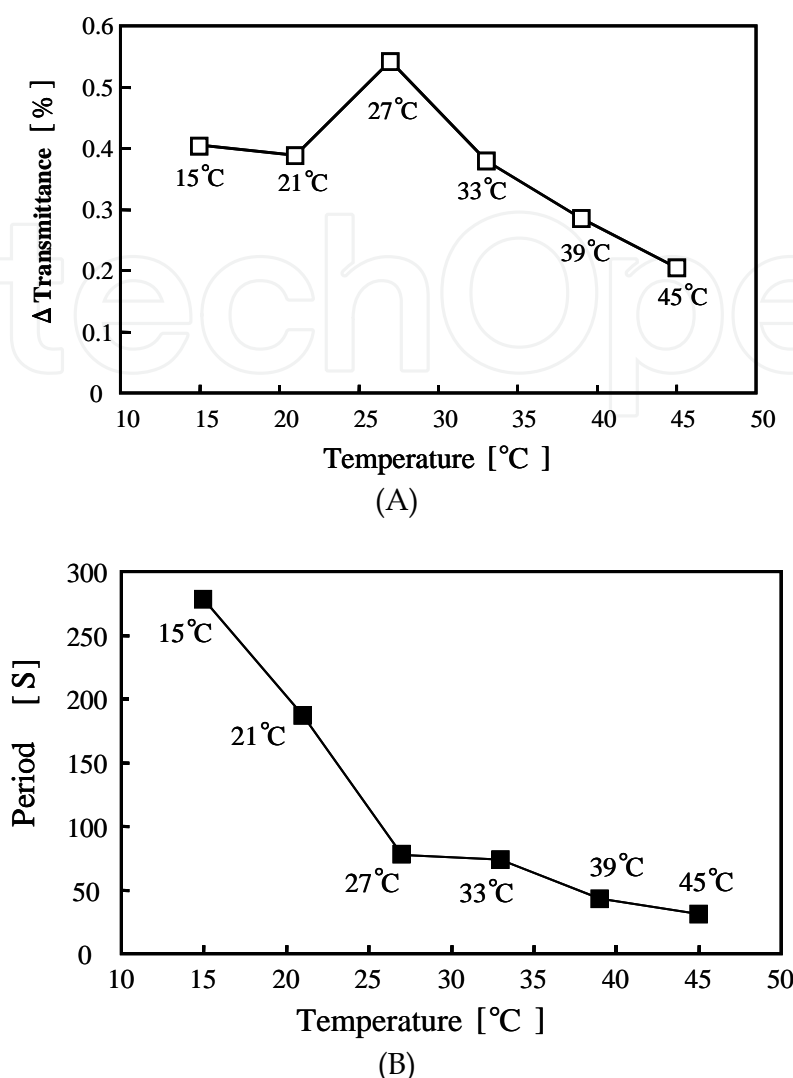 0.6
0.5
0.4
0.3
0.2
0.1
0
Δ Transmittance [ % ]
15°C
21°C
27°C
33°C
39°C
45°C
10 15 20 25 30 35 40 45 50
Temperature [°C ]
(A)
techOpe
300
250
200
150
100
50
0
Period [ S]
15°C
21°C
27°C
33°C
39°C
45°C
10 15 20 25 30 35 40 45 50
Temperature [°C ]
(B)